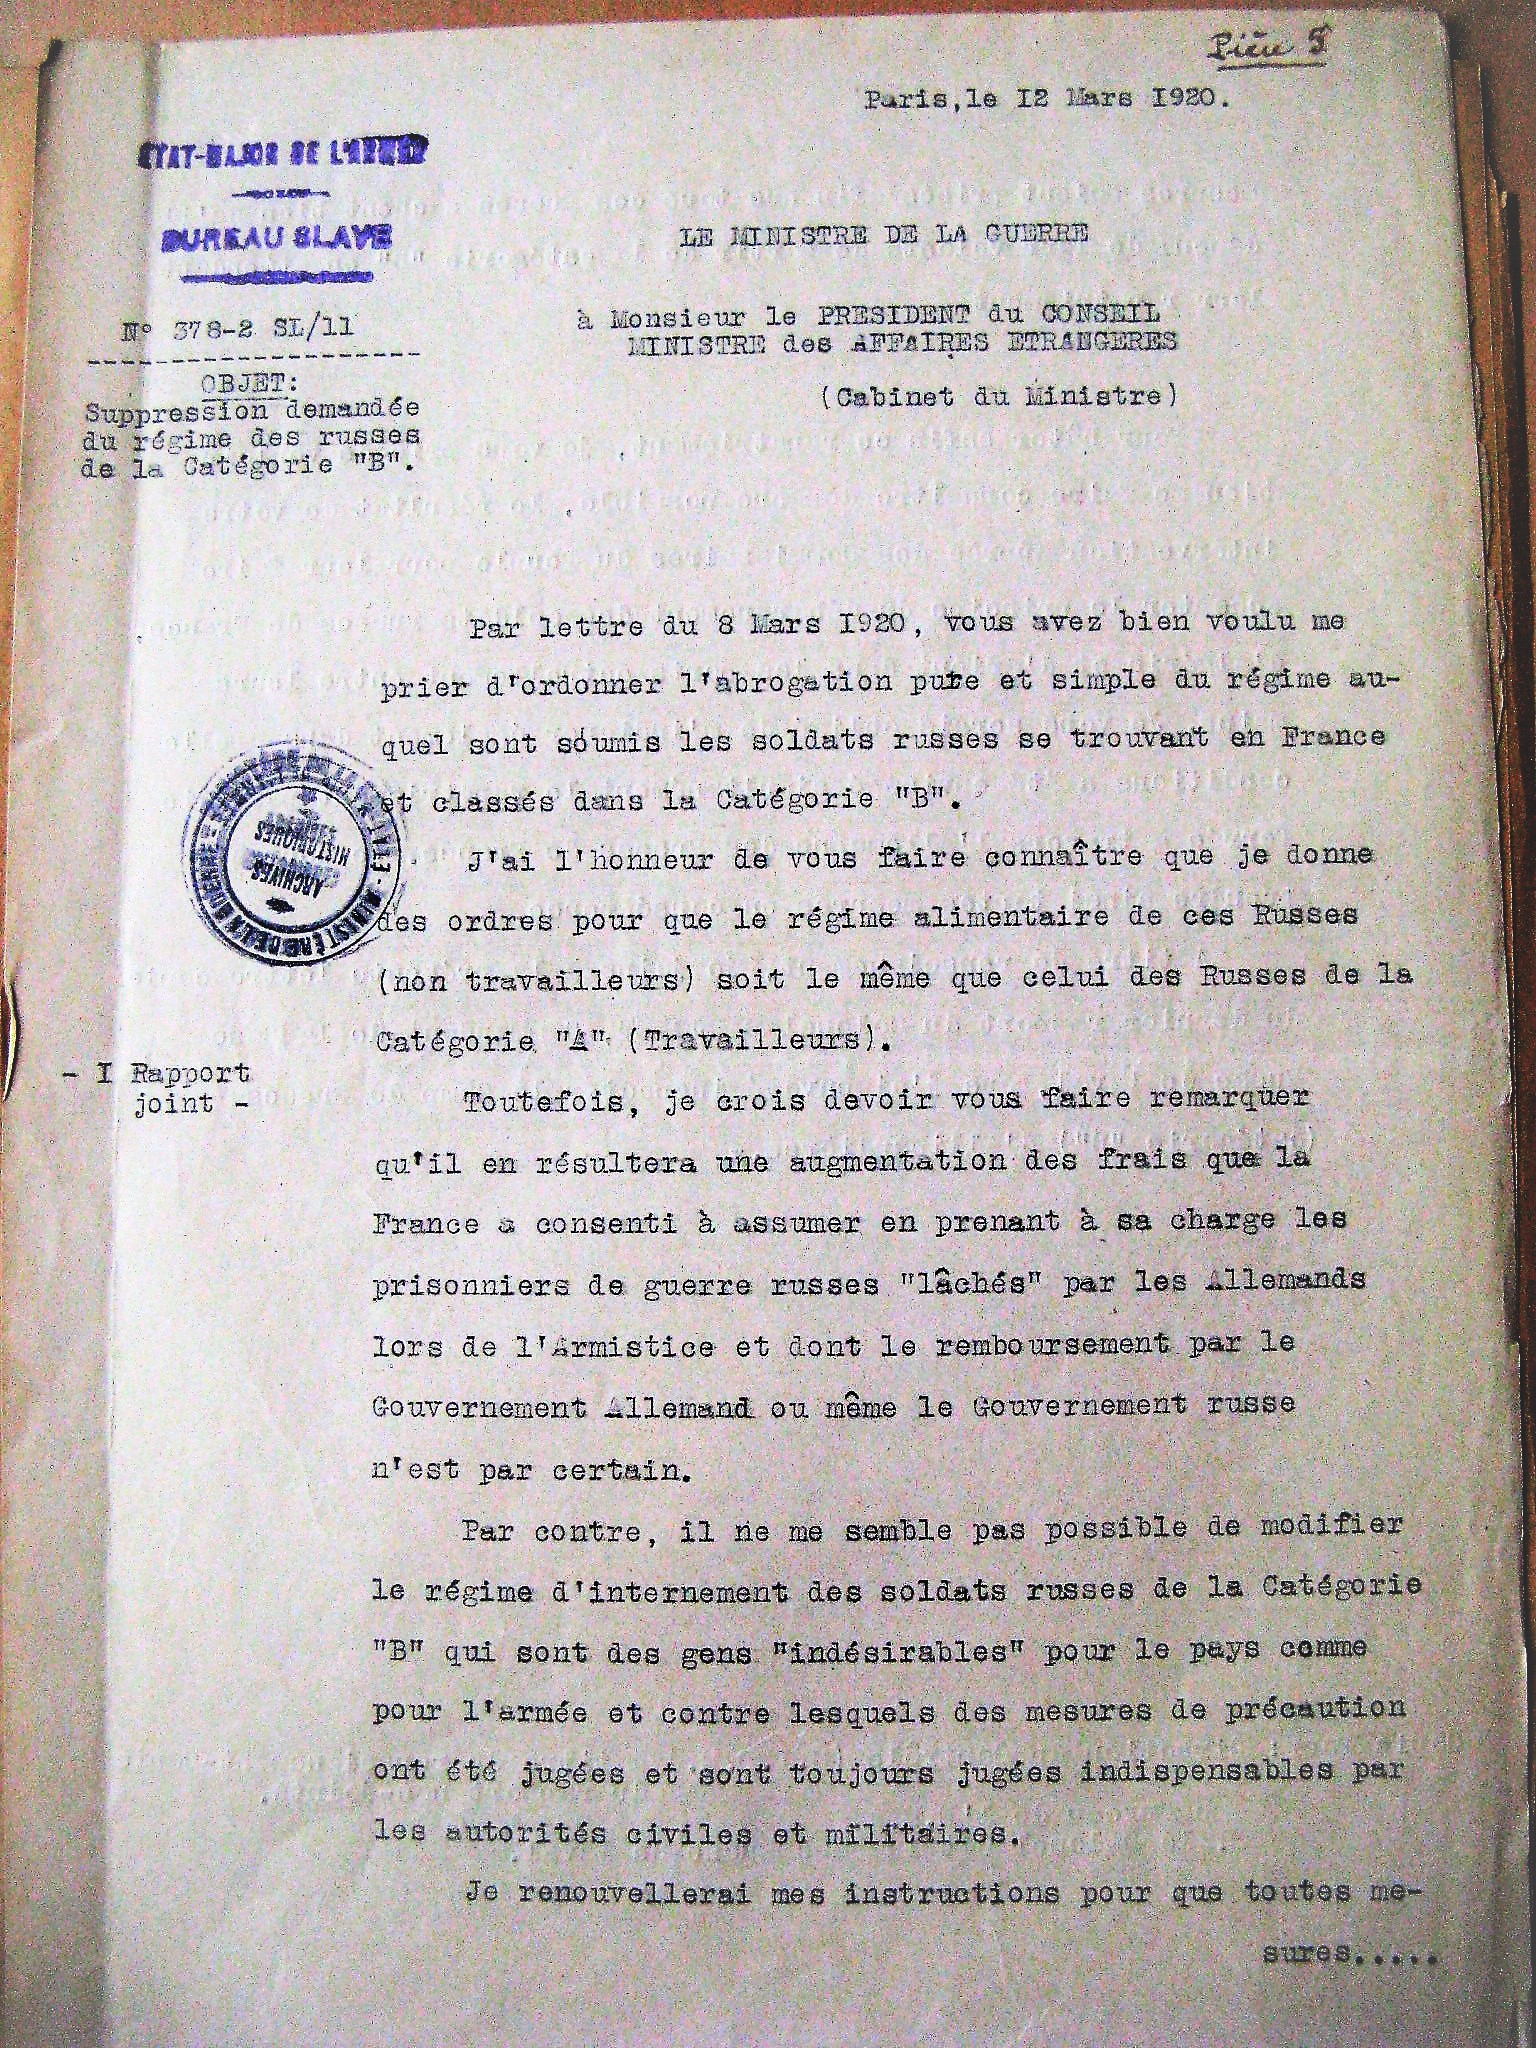 Pièce 5
Paris, le 12 Mars 1920.
ETAT-MAJOR DE L'ARMÉE
BUREAU SLAVE
N° 378-2 SL/11
OBJET:
Suppression demandée
du régime des russes
de la Catégorie "B".
LE MINISTRE DE LA GUERRE
à Monsieur le PRESIDENT du CONSEIL
MINISTRE des AFFAIRES ETRANGERES
(Cabinet du Ministre)
Par lettre du 8 Mars 1920, vous avez bien voulu me
prier d'ordonner l'abrogation pure et simple du régime au-
quel sont soumis les soldats russes se trouvant en France
et classés dans la Catégorie "B".
J'ai l'honneur de vous faire connaître que je donne
des ordres pour que le régime alimentaire de ces Russes
(non travailleurs) soit le même que celui des Russes de la
Catégorie "A" (Travailleurs).
- I Rapport
joint -
Toutefois, je crois devoir vous faire remarquer
qu'il en résultera une augmentation des frais que la
France a consenti à assumer en prenant à sa charge les
prisonniers de guerre russes "lâchés" par les Allemands
lors de l'Armistice et dont le remboursement par le
Gouvernement Allemand ou même le Gouvernement russe
n'est par certain.
Par contre, il ne me semble pas possible de modifier
le régime d'internement des soldats russes de la Catégorie
"B" qui sont des gens "indésirables" pour le pays comme
pour l'armée et contre lesquels des mesures de précaution
ont été jugées et sont toujours jugées indispensables par
les autorités civiles et militaires.
Je renouvellerai mes instructions pour que toutes me-
sures.....
MINISTÈRE DE LA GUERRE
ARCHIVES
HISTORIQUES